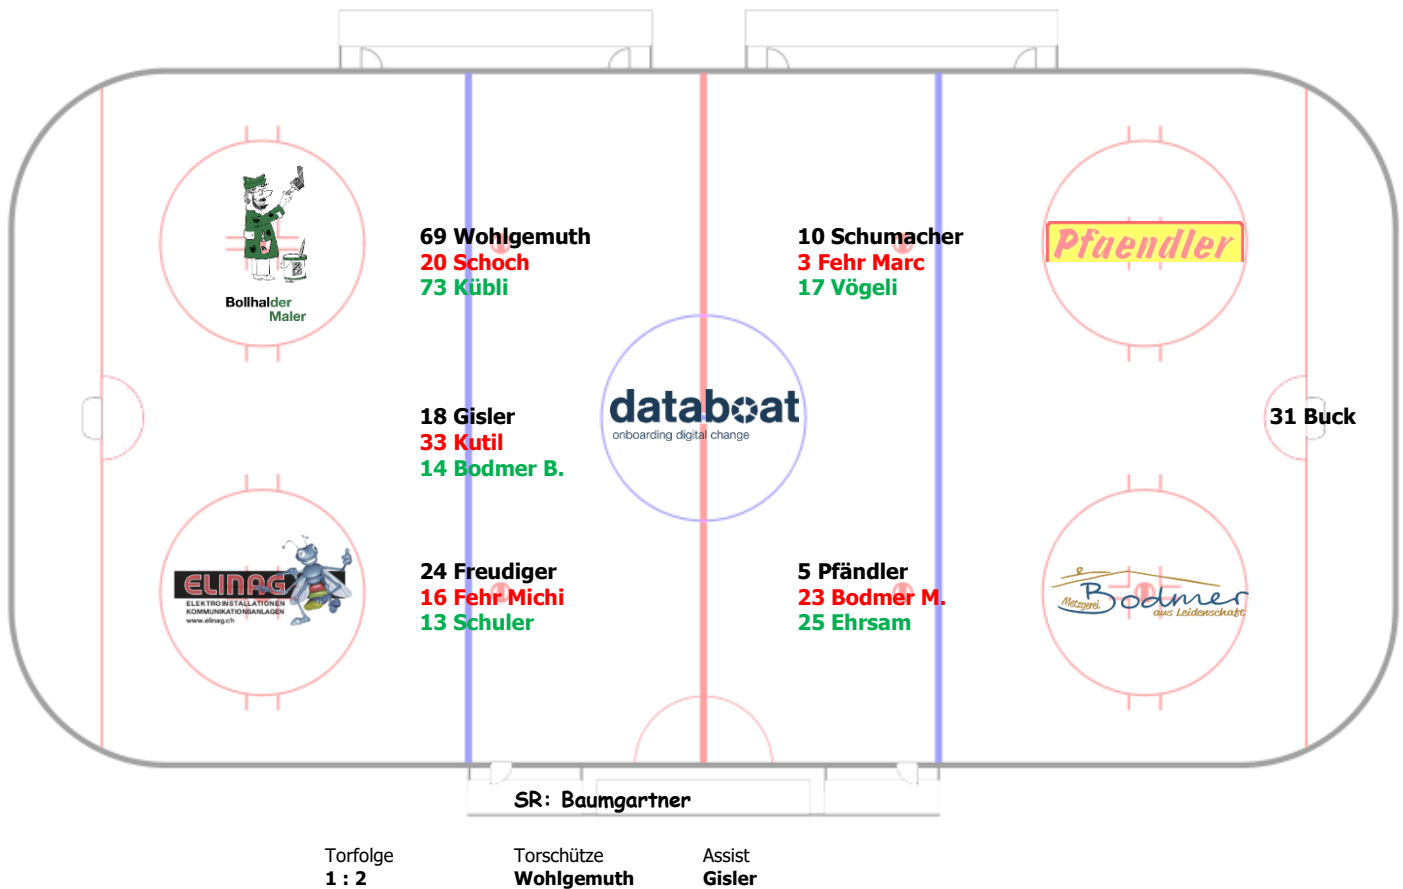 69 Wohlgemuth
20 Schoch
73 Kübli
10 Schumacher
3 Fehr Marc
17 Vögeli
Pfaendler
Bollhalder
Maler
18 Gisler
33 Kutil
14 Bodmer B.
databoat
onboarding digital change
31 Buck
ELINAG
ELEKTROINSTALLATIONEN
KOMMUNIKATIONSANLAGEN
www.elinag.ch
24 Freudiger
16 Fehr Michi
13 Schuler
5 Pfändler
23 Bodmer M.
25 Ehrsam
Metzgerei Bodmer
aus Leidenschaft
SR: Baumgartner
Torfolge Torschütze Assist
1 : 2 Wohlgemuth Gisler